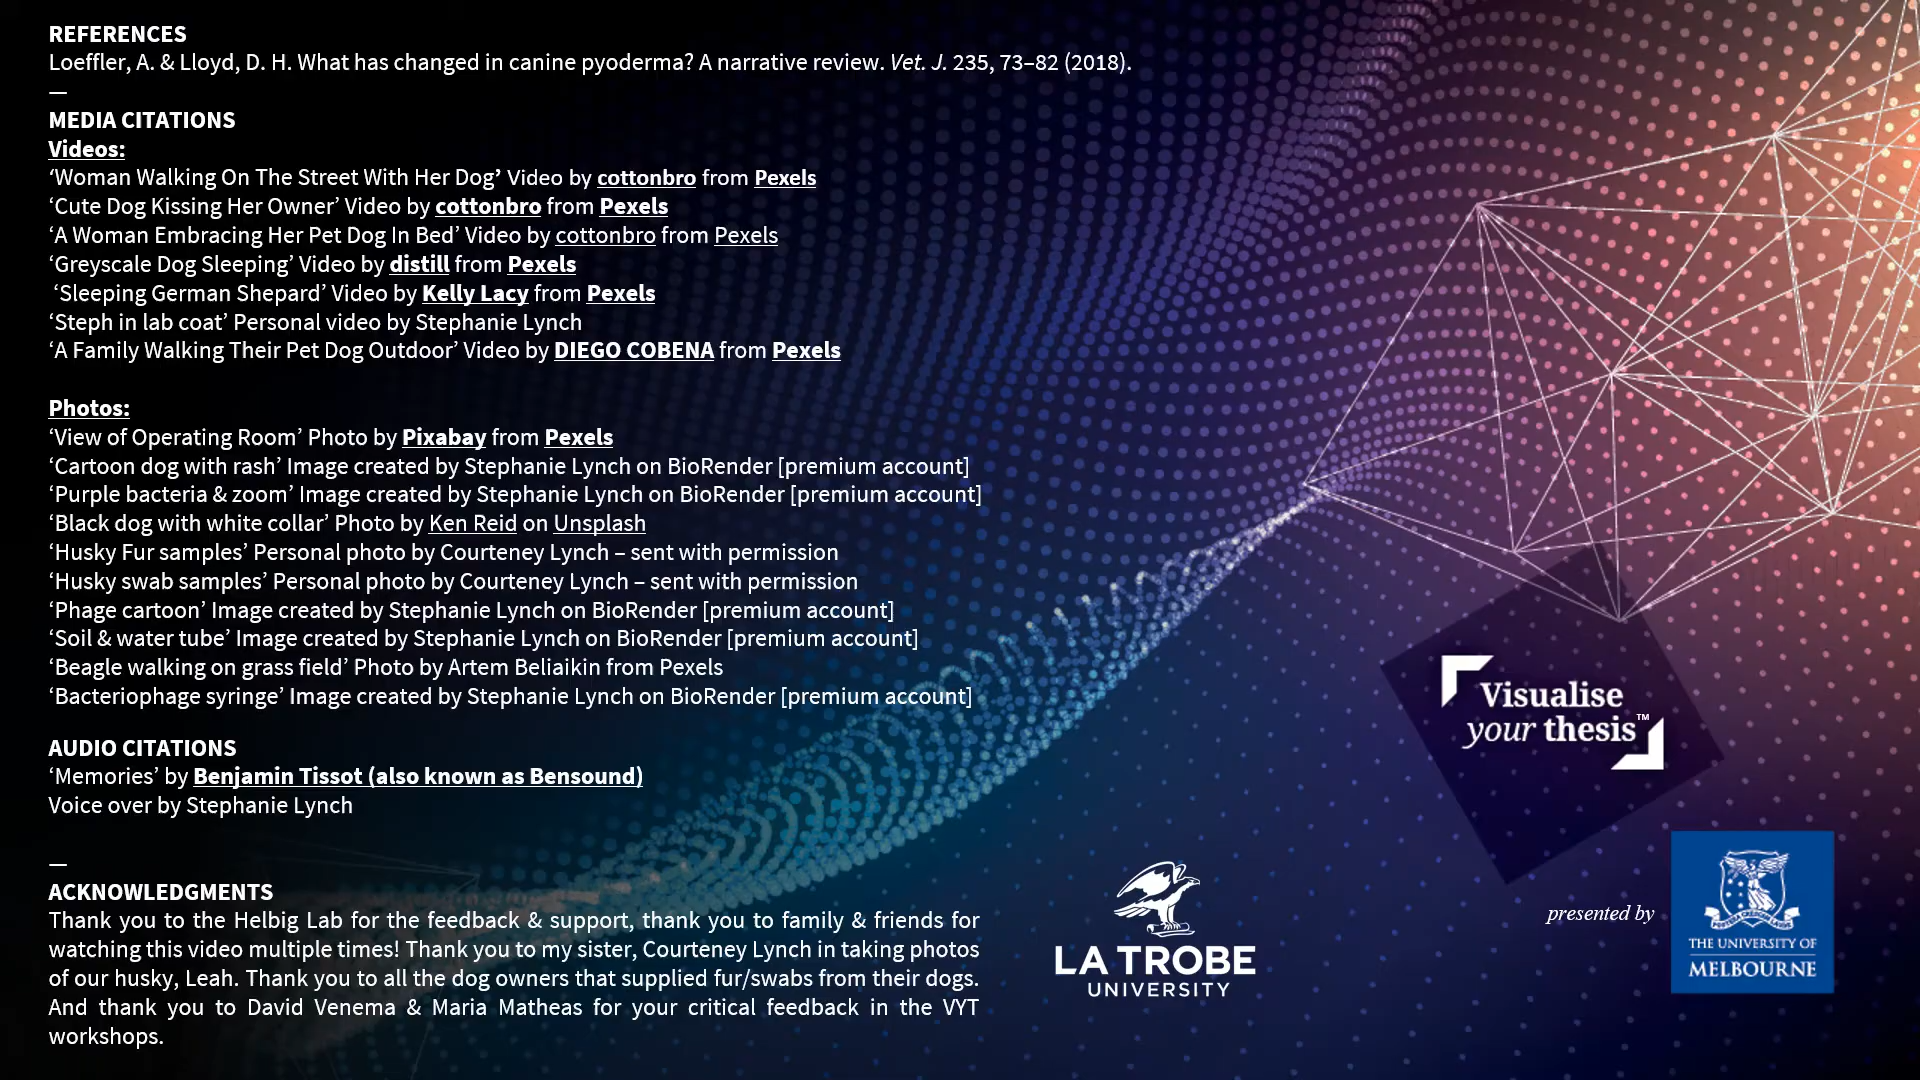 REFERENCES
Loeffler, A. & Lloyd, D. H. What has changed in canine pyoderma? A narrative review. Vet. J. 235, 73–82 (2018).
—
MEDIA CITATIONS
Videos:
‘Woman Walking On The Street With Her Dog’ Video by cottonbro from Pexels
‘Cute Dog Kissing Her Owner’ Video by cottonbro from Pexels
‘A Woman Embracing Her Pet Dog In Bed’ Video by cottonbro from Pexels
‘Greyscale Dog Sleeping’ Video by distill from Pexels
‘Sleeping German Shepard’ Video by Kelly Lacy from Pexels
‘Steph in lab coat’ Personal video by Stephanie Lynch
‘A Family Walking Their Pet Dog Outdoor’ Video by DIEGO COBENA from Pexels
Photos:
‘View of Operating Room’ Photo by Pixabay from Pexels
‘Cartoon dog with rash’ Image created by Stephanie Lynch on BioRender [premium account]
‘Purple bacteria & zoom’ Image created by Stephanie Lynch on BioRender [premium account]
‘Black dog with white collar’ Photo by Ken Reid on Unsplash
‘Husky Fur samples’ Personal photo by Courteney Lynch – sent with permission
‘Husky swab samples’ Personal photo by Courteney Lynch – sent with permission
‘Phage cartoon’ Image created by Stephanie Lynch on BioRender [premium account]
‘Soil & water tube’ Image created by Stephanie Lynch on BioRender [premium account]
‘Beagle walking on grass field’ Photo by Artem Beliaikin from Pexels
‘Bacteriophage syringe’ Image created by Stephanie Lynch on BioRender [premium account]
AUDIO CITATIONS
‘Memories’ by Benjamin Tissot (also known as Bensound)
Voice over by Stephanie Lynch
—
ACKNOWLEDGMENTS
Thank you to the Helbig Lab for the feedback & support, thank you to family & friends for
watching this video multiple times! Thank you to my sister, Courteney Lynch in taking photos
of our husky, Leah. Thank you to all the dog owners that supplied fur/swabs from their dogs.
And thank you to David Venema & Maria Matheas for your critical feedback in the VYT
workshops.
LA TROBE
UNIVERSITY
Visualise
your thesis™
presented by
THE UNIVERSITY OF
MELBOURNE